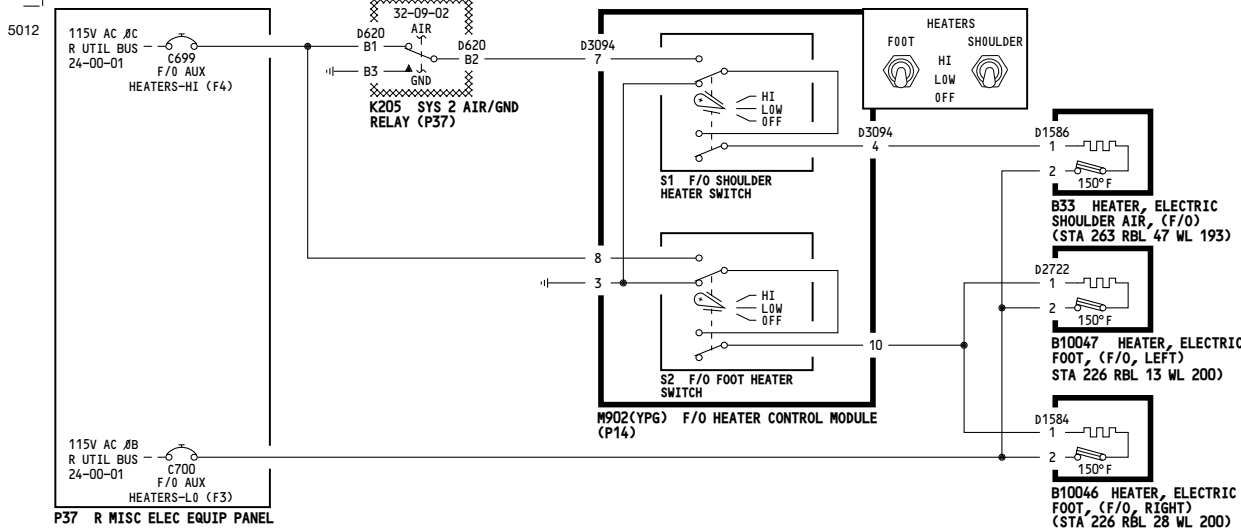 5012
115V AC ØC
R UTIL BUS
24-00-01
C699
F/O AUX
HEATERS-HI (F4)
32-09-02
AIR
D620
B1
D620
B2
B3
GND
K205 SYS 2 AIR/GND
RELAY (P37)
D3094
7
HI
LOW
OFF
S1 F/O SHOULDER
HEATER SWITCH
HEATERS
FOOT
SHOULDER
HI
LOW
OFF
D3094
4
D1586
1
2
150°F
B33 HEATER, ELECTRIC
SHOULDER AIR, (F/O)
(STA 263 RBL 47 WL 193)
8
3
HI
LOW
OFF
10
S2 F/O FOOT HEATER
SWITCH
M902(YPG) F/O HEATER CONTROL MODULE
(P14)
D2722
1
2
150°F
B10047 HEATER, ELECTRIC
FOOT, (F/O, LEFT)
STA 226 RBL 13 WL 200)
D1584
1
2
150°F
B10046 HEATER, ELECTRIC
FOOT, (F/O, RIGHT)
(STA 226 RBL 28 WL 200)
115V AC ØB
R UTIL BUS
24-00-01
C700
F/O AUX
HEATERS-LO (F3)
P37 R MISC ELEC EQUIP PANEL